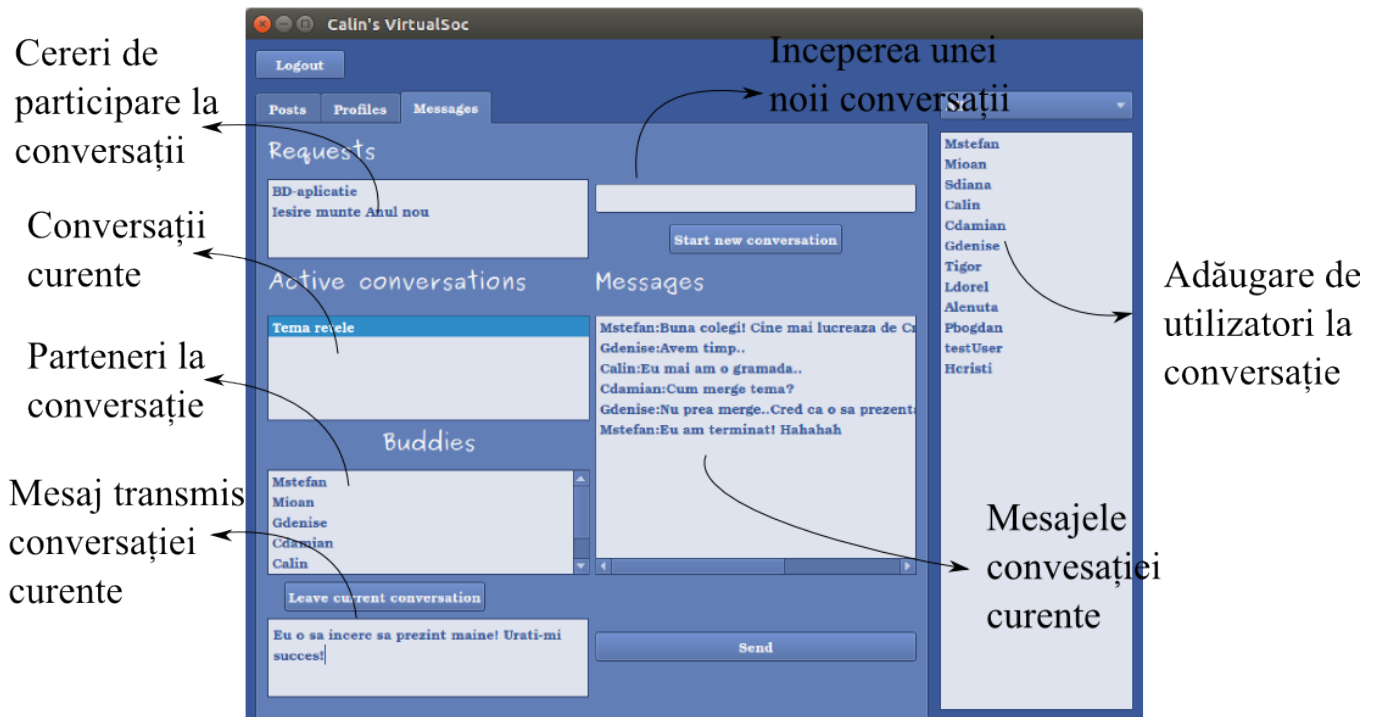 Calin's VirtualSoc
Cereri de
participare la
conversații
Conversații
curente
Parteneri la
conversație
Mesaj transmis
conversației
curente
Logout
Posts
Profiles
Messages
Inceperea unei
noii conversații
Requests
BD-aplicatie
Iesire munte Anul nou
Start new conversation
Active conversations
Tema retele
Buddies
Mstefan
Mioan
Gdenise
Cdamian
Calin
Leave current conversation
Eu o sa incerc sa prezint maine! Urati-mi
succes!
Messages
Mstefan:Buna colegi! Cine mai lucreaza de
Gdenise:Avem timp..
Calin:Eu mai am o gramada..
Cdamian:Cum merge tema?
Gdenise:Nu prea merge..Cred ca o sa
Mstefan:Eu am terminat! Hahahah
Send
Mstefan
Mioan
Sdiana
Calin
Cdamian
Gdenise
Tigor
Ldorel
Alenuta
Pbogdan
testUser
Hcristi
Adăugare de
utilizatori la
conversație
Mesajele
convesației
curente